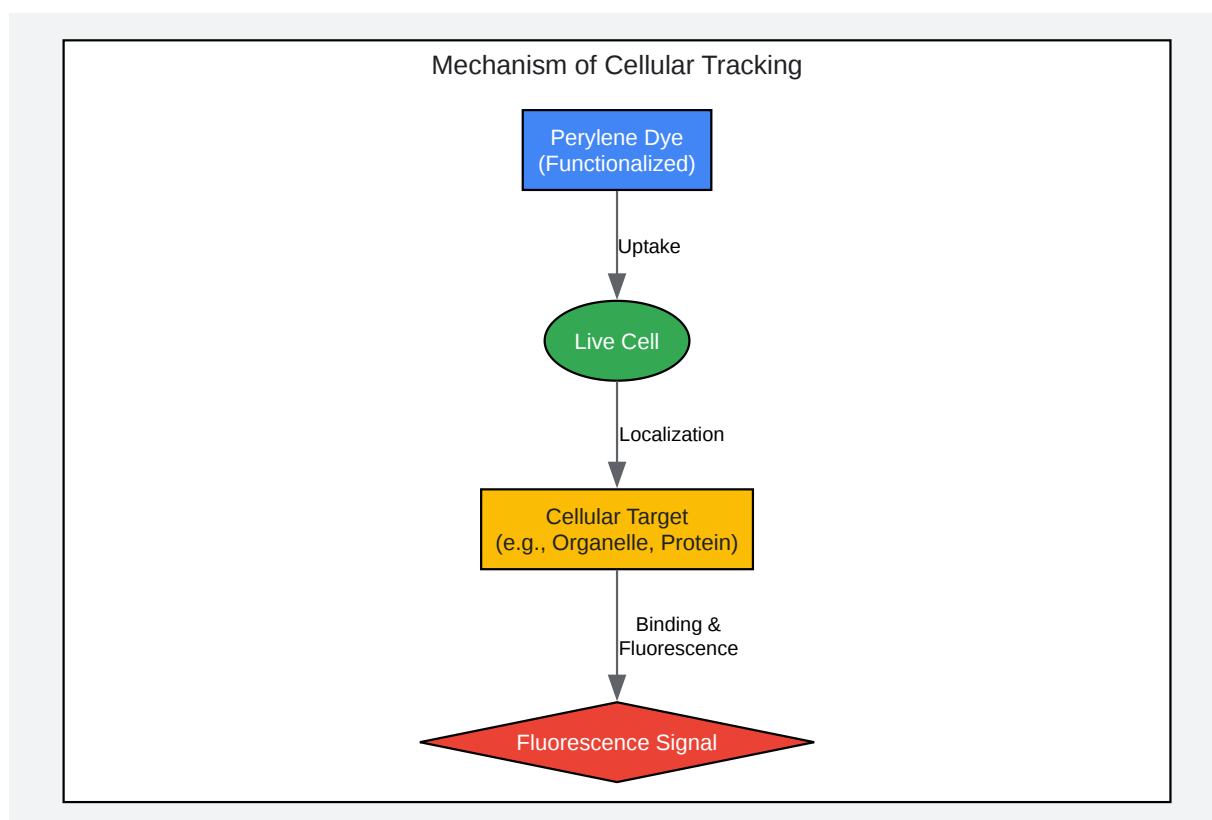 Mechanism of Cellular Tracking
Perylene Dye
(Functionalized)
Uptake
Live Cell
Localization
Cellular Target
(e.g., Organelle, Protein)
Binding &
Fluorescence
Fluorescence Signal